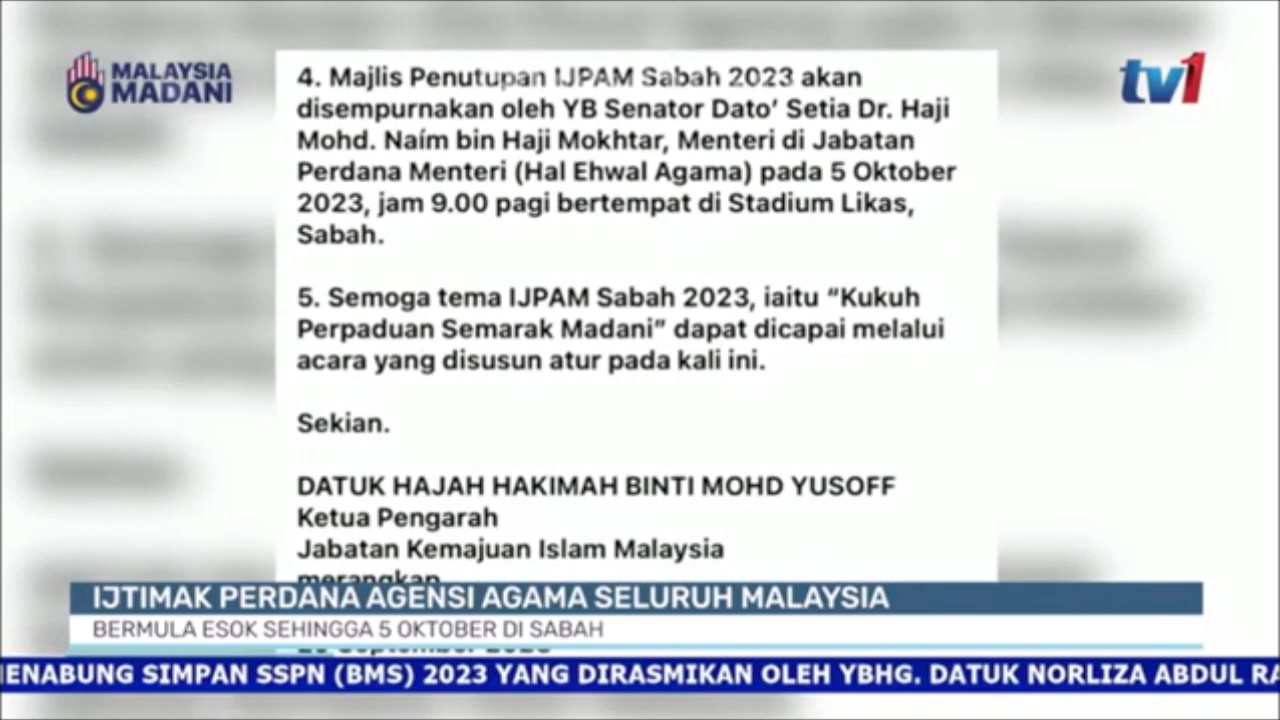 MALAYSIA
MADANI
tv1
4. Majlis Penutupan IJPAM Sabah 2023 akan
disempurnakan oleh YB Senator Dato’ Setia Dr. Haji
Mohd. Naím bin Haji Mokhtar, Menteri di Jabatan
Perdana Menteri (Hal Ehwal Agama) pada 5 Oktober
2023, jam 9.00 pagi bertempat di Stadium Likas,
Sabah.
5. Semoga tema IJPAM Sabah 2023, iaitu “Kukuh
Perpaduan Semarak Madani” dapat dicapai melalui
acara yang disusun atur pada kali ini.
Sekian.
DATUK HAJAH HAKIMAH BINTI MOHD YUSOFF
Ketua Pengarah
Jabatan Kemajuan Islam Malaysia
merangkap
IJTIMAK PERDANA AGENSI AGAMA SELURUH MALAYSIA
BERMULA ESOK SEHINGGA 5 OKTOBER DI SABAH
MENABUNG SIMPAN SSPN (BMS) 2023 YANG DIRASMIKAN OLEH YBHG. DATUK NORLIZA ABDUL RA